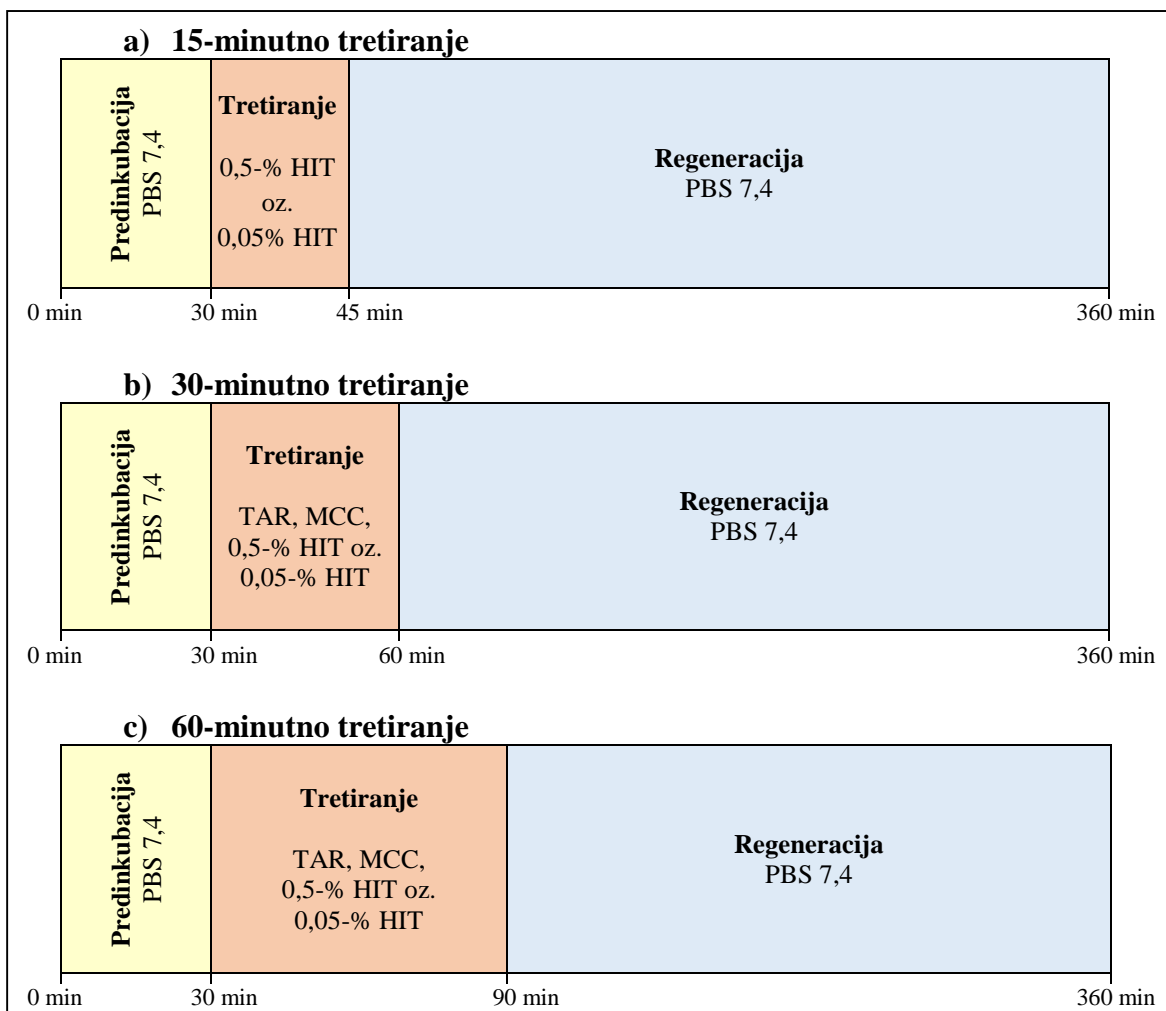 a) 15-minutno tretiranje
Predinkubacija
PBS 7,4
Tretiranje
0,5-% HIT
oz.
0,05% HIT
Regeneracija
PBS 7,4
0 min
30 min
45 min
360 min
b) 30-minutno tretiranje
Predinkubacija
PBS 7,4
Tretiranje
TAR, MCC,
0,5-% HIT oz.
0,05-% HIT
Regeneracija
PBS 7,4
0 min
30 min
60 min
360 min
c) 60-minutno tretiranje
Predinkubacija
PBS 7,4
Tretiranje
TAR, MCC,
0,5-% HIT oz.
0,05-% HIT
Regeneracija
PBS 7,4
0 min
30 min
90 min
360 min